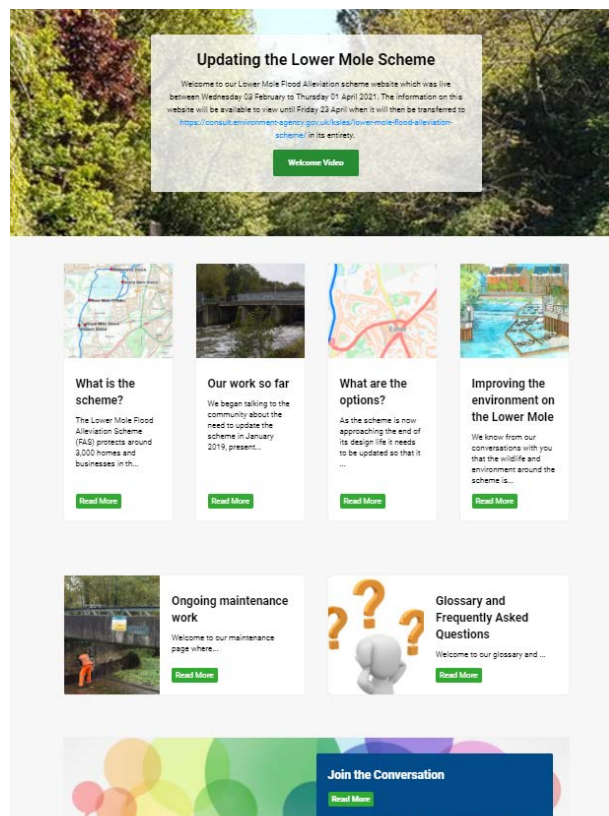 Updating the Lower Mole Scheme
Welcome to our Lower Mole Flood Alleviation scheme website which was live
between Wednesday 03 February to Thursday 01 April 2021. The information on this
website will be available to view until Friday 23 April when it will then be transferred to
https://consult.environment-agency.gov.uk/ksles/lower-mole-flood-alleviation-
scheme/ in its entirety.
Welcome Video
What is the
scheme?
The Lower Mole Flood
Alleviation Scheme
(FAS) protects around
3,000 homes and
businesses in th...
Read More
Our work so far
We began talking to the
community about the
need to update the
scheme in January
2019, present...
Read More
What are the
options?
As the scheme is now
approaching the end of
its design life it needs
to be updated so that it
...
Read More
Improving the
environment on
the Lower Mole
We know from our
conversations with you
that the wildlife and
environment around the
scheme is...
Read More
Ongoing maintenance
work
Welcome to our maintenance
page where...
Read More
Glossary and
Frequently Asked
Questions
Welcome to our glossary and ...
Read More
Join the Conversation
Read More